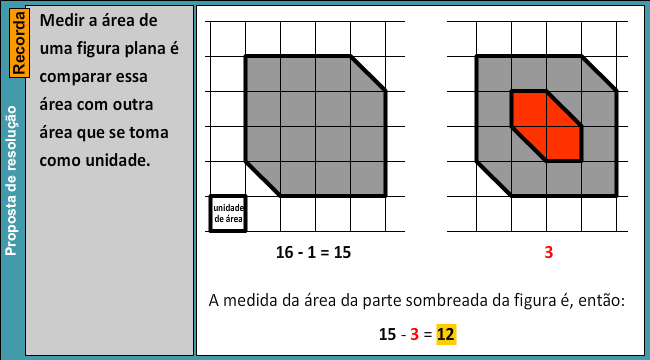 Proposta de resolução
Recorda
Medir a área de
uma figura plana é
comparar essa
área com outra
área que se toma
como unidade.
unidade
de área
16 - 1 = 15
3
A medida da área da parte sombreada da figura é, então:
15 - 3 = 12